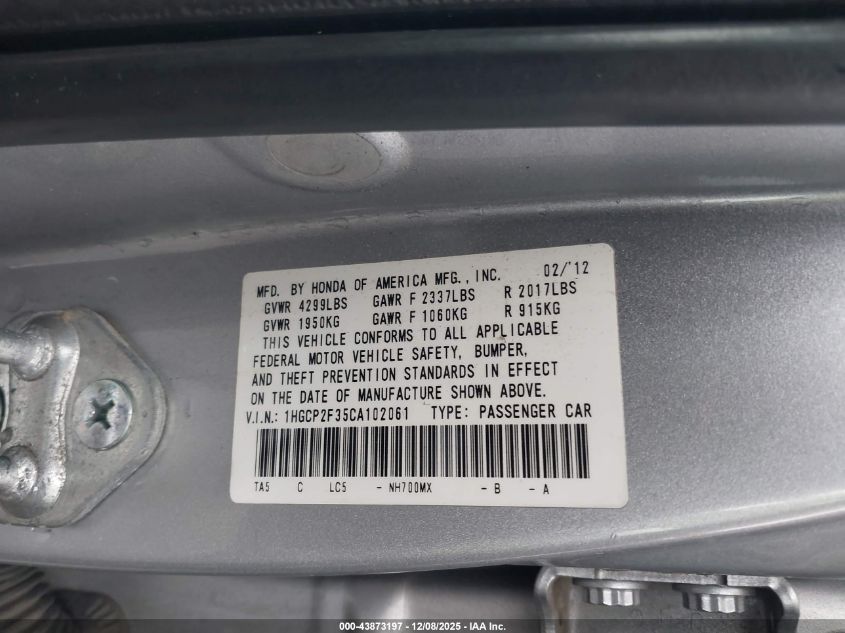 MFD. BY HONDA OF AMERICA MFG., INC. 02/'12
GVWR 4299LBS GAWR F 2337LBS R 2017LBS
GVWR 1950KG GAWR F 1060KG R 915KG
THIS VEHICLE CONFORMS TO ALL APPLICABLE
FEDERAL MOTOR VEHICLE SAFETY, BUMPER,
AND THEFT PREVENTION STANDARDS IN EFFECT
ON THE DATE OF MANUFACTURE SHOWN ABOVE.
V.I.N.: 1HGCP2F35CA102061 TYPE: PASSENGER CAR
TA5 C LC5 - NH700MX - B - A
000-43873197 - 12/08/2025 - IAA Inc.